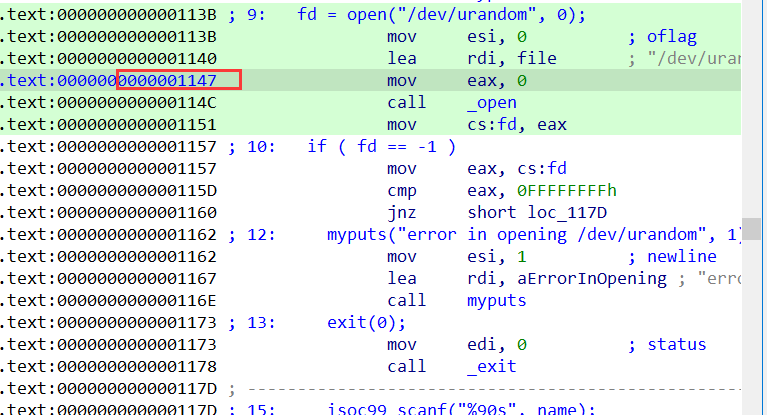 .text:000000000000113B ; 9:   fd = open("/dev/urandom", 0);
.text:000000000000113B                 mov     esi, 0          ; oflag
.text:0000000000001140                 lea     rdi, file       ; "/dev/uran
.text:0000000000001147                 mov     eax, 0
.text:000000000000114C                 call    _open
.text:0000000000001151                 mov     cs:fd, eax
.text:0000000000001157 ; 10:   if ( fd == -1 )
.text:0000000000001157                 mov     eax, cs:fd
.text:000000000000115D                 cmp     eax, 0FFFFFFFFh
.text:0000000000001160                 jnz     short loc_117D
.text:0000000000001162 ; 12:     myputs("error in opening /dev/urandom", 1)
.text:0000000000001162                 mov     esi, 1          ; newline
.text:0000000000001167                 lea     rdi, aErrorInOpening ; "erro
.text:000000000000116E                 call    myputs
.text:0000000000001173 ; 13:     exit(0);
.text:0000000000001173                 mov     edi, 0          ; status
.text:0000000000001178                 call    _exit
.text:000000000000117D ; ---------------------------------------------------
.text:000000000000117D ; 15:     isoc99_scanf("%90s", name);